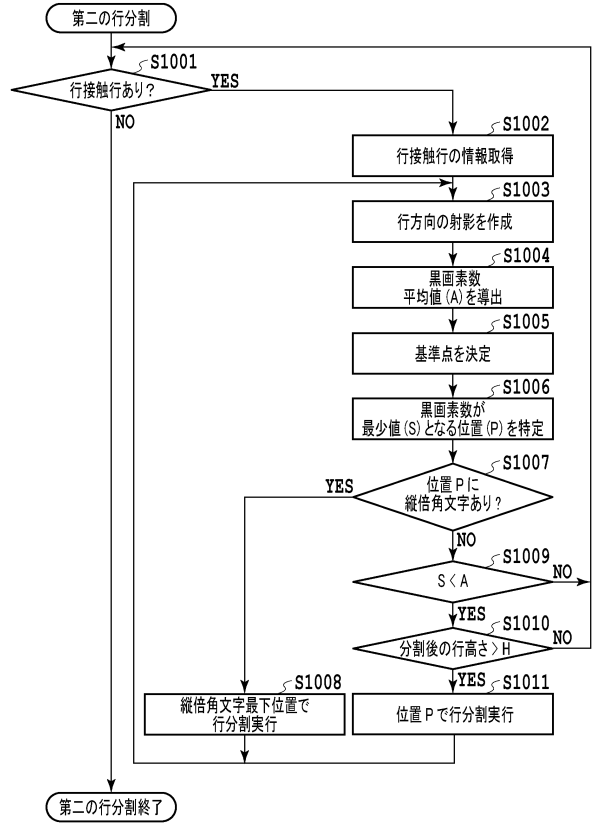 第二の行分割
S1001
行接触行あり?
YES
NO
S1002
行接触行の情報取得
S1003
行方向の射影を作成
S1004
黒画素数
平均値(A)を導出
S1005
基準点を決定
S1006
黒画素数が
最少値(S)となる位置(P)を特定
S1007
位置Pに
縦倍角文字あり?
YES
NO
S1009
S<A
NO
YES
S1010
分割後の行高さ>H
NO
YES
S1008
縦倍角文字最下位置で
行分割実行
S1011
位置Pで行分割実行
第二の行分割終了